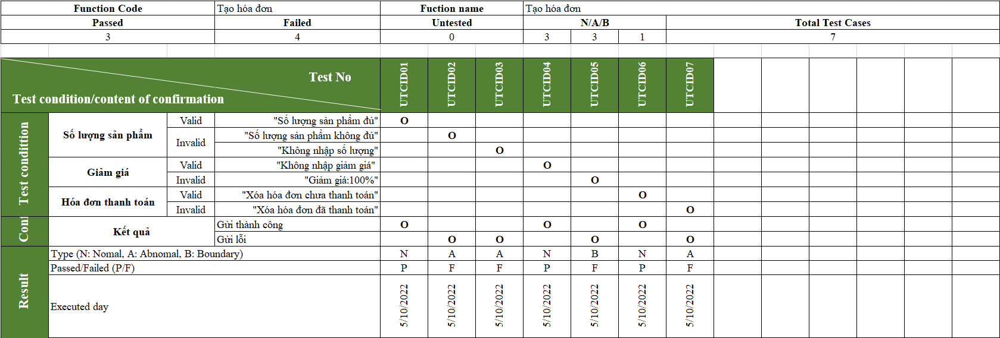 Function Code Tạo hóa đơn Fuction name Tạo hóa đơn
Passed Failed Untested N/A/B Total Test Cases
3 4 0 3 3 1 7
Test No
Test condition/content of confirmation
UTCID01 UTCID02 UTCID03 UTCID04 UTCID05 UTCID06 UTCID07
Test condittion
Số lượng sản phẩm Valid "Số lượng sản phẩm đủ" O
Invalid "Số lượng sản phẩm không đủ" O
"Không nhập số lượng" O
Giảm giá Valid "Không nhập giảm giá" O
Invalid "Giảm giá:100%" O
Hóa đơn thanh toán Valid "Xóa hóa đơn chưa thanh toán" O
Invalid "Xóa hóa đơn đã thanh toán" O
Kết quả Gửi thành công O O O
Gửi lỗi O O O O
Result
Type (N: Nomal, A: Abnomal, B: Boundary) N A A N B N A
Passed/Failed (P/F) P F F P F P F
Executed day 5/10/2022 5/10/2022 5/10/2022 5/10/2022 5/10/2022 5/10/2022 5/10/2022